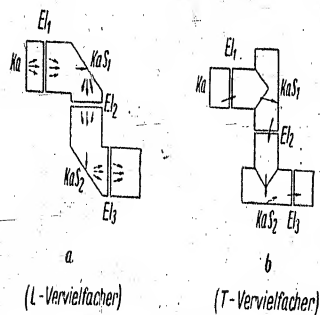 El₁
Ka
KaS₁
El₂
KaS₂
El₃
a
(L-Vervielfacher)
El₁
Ka
KaS₁
El₂
KaS₂
El₃
b
(T-Vervielfacher)